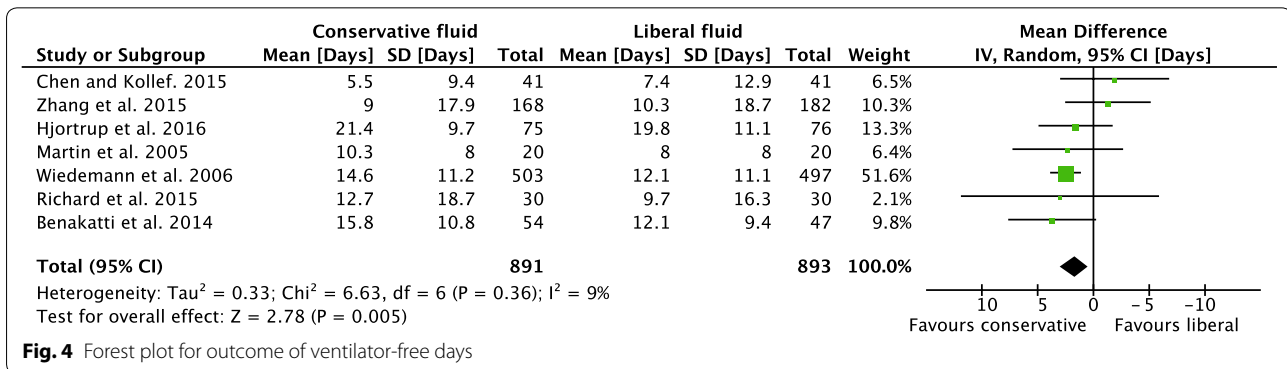 Conservative fluid Liberal fluid Mean Difference
Study or Subgroup Mean [Days] SD [Days] Total Mean [Days] SD [Days] Total Weight IV, Random, 95% CI [Days]
Chen and Kollef. 2015 5.5 9.4 41 7.4 12.9 41 6.5%
Zhang et al. 2015 9 17.9 168 10.3 18.7 182 10.3%
Hjortrup et al. 2016 21.4 9.7 75 19.8 11.1 76 13.3%
Martin et al. 2005 10.3 8 20 8 8 20 6.4%
Wiedemann et al. 2006 14.6 11.2 503 12.1 11.1 497 51.6%
Richard et al. 2015 12.7 18.7 30 9.7 16.3 30 2.1%
Benakatti et al. 2014 15.8 10.8 54 12.1 9.4 47 9.8%
Total (95% CI) 891 893 100.0%
Heterogeneity: Tau² = 0.33; Chi² = 6.63, df = 6 (P = 0.36); I² = 9%
Test for overall effect: Z = 2.78 (P = 0.005)
10 5 0 -5 -10
Favours conservative Favours liberal
Fig. 4 Forest plot for outcome of ventilator-free days